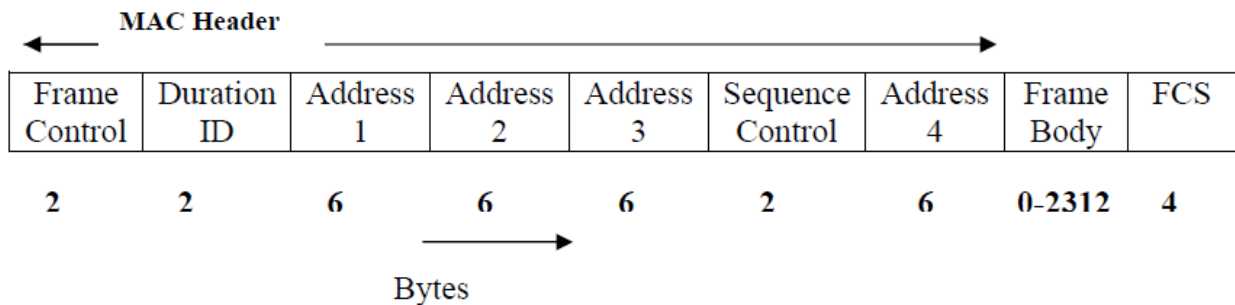 MAC Header
Frame Control Duration ID Address 1 Address 2 Address 3 Sequence Control Address 4 Frame Body FCS
2 2 6 6 6 2 6 0-2312 4
Bytes